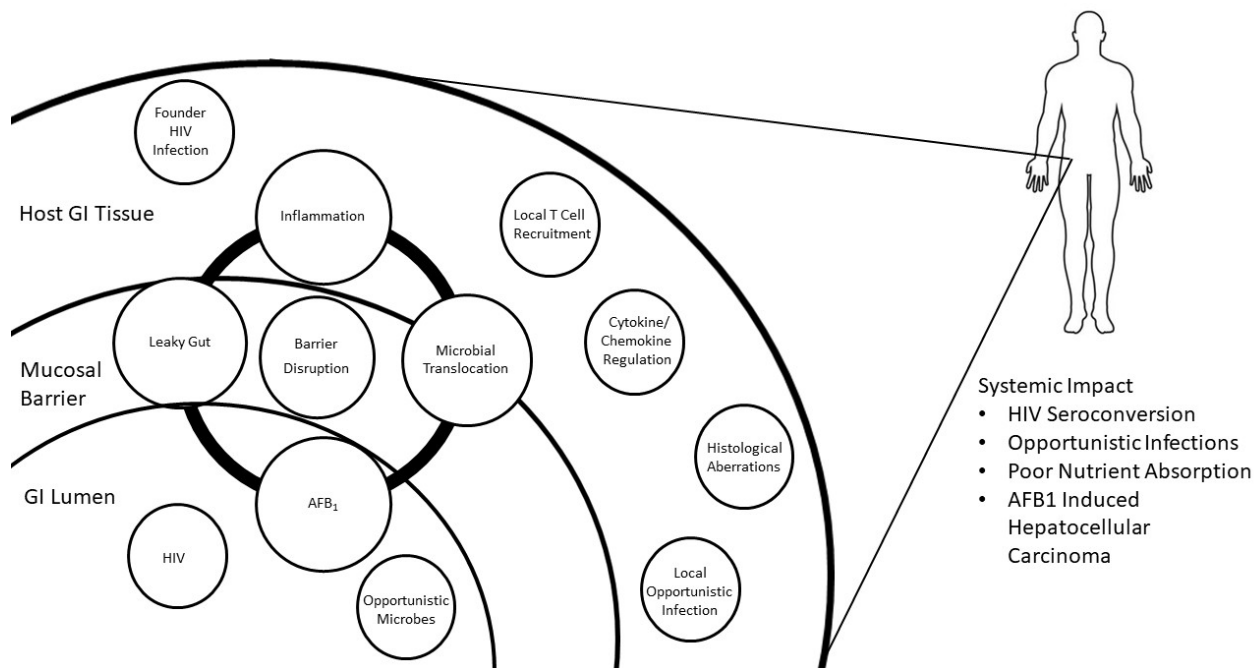 Founder
HIV
Infection
Host GI Tissue
Inflammation
Local T Cell
Recruitment
Leaky Gut
Barrier
Disruption
Microbial
Translocation
Cytokine/
Chemokine
Regulation
Mucosal
Barrier
Histological
Aberrations
GI Lumen
AFB₁
HIV
Opportunistic
Microbes
Local
Opportunistic
Infection
Systemic Impact
• HIV Seroconversion
• Opportunistic Infections
• Poor Nutrient Absorption
• AFB1 Induced
Hepatocellular
Carcinoma